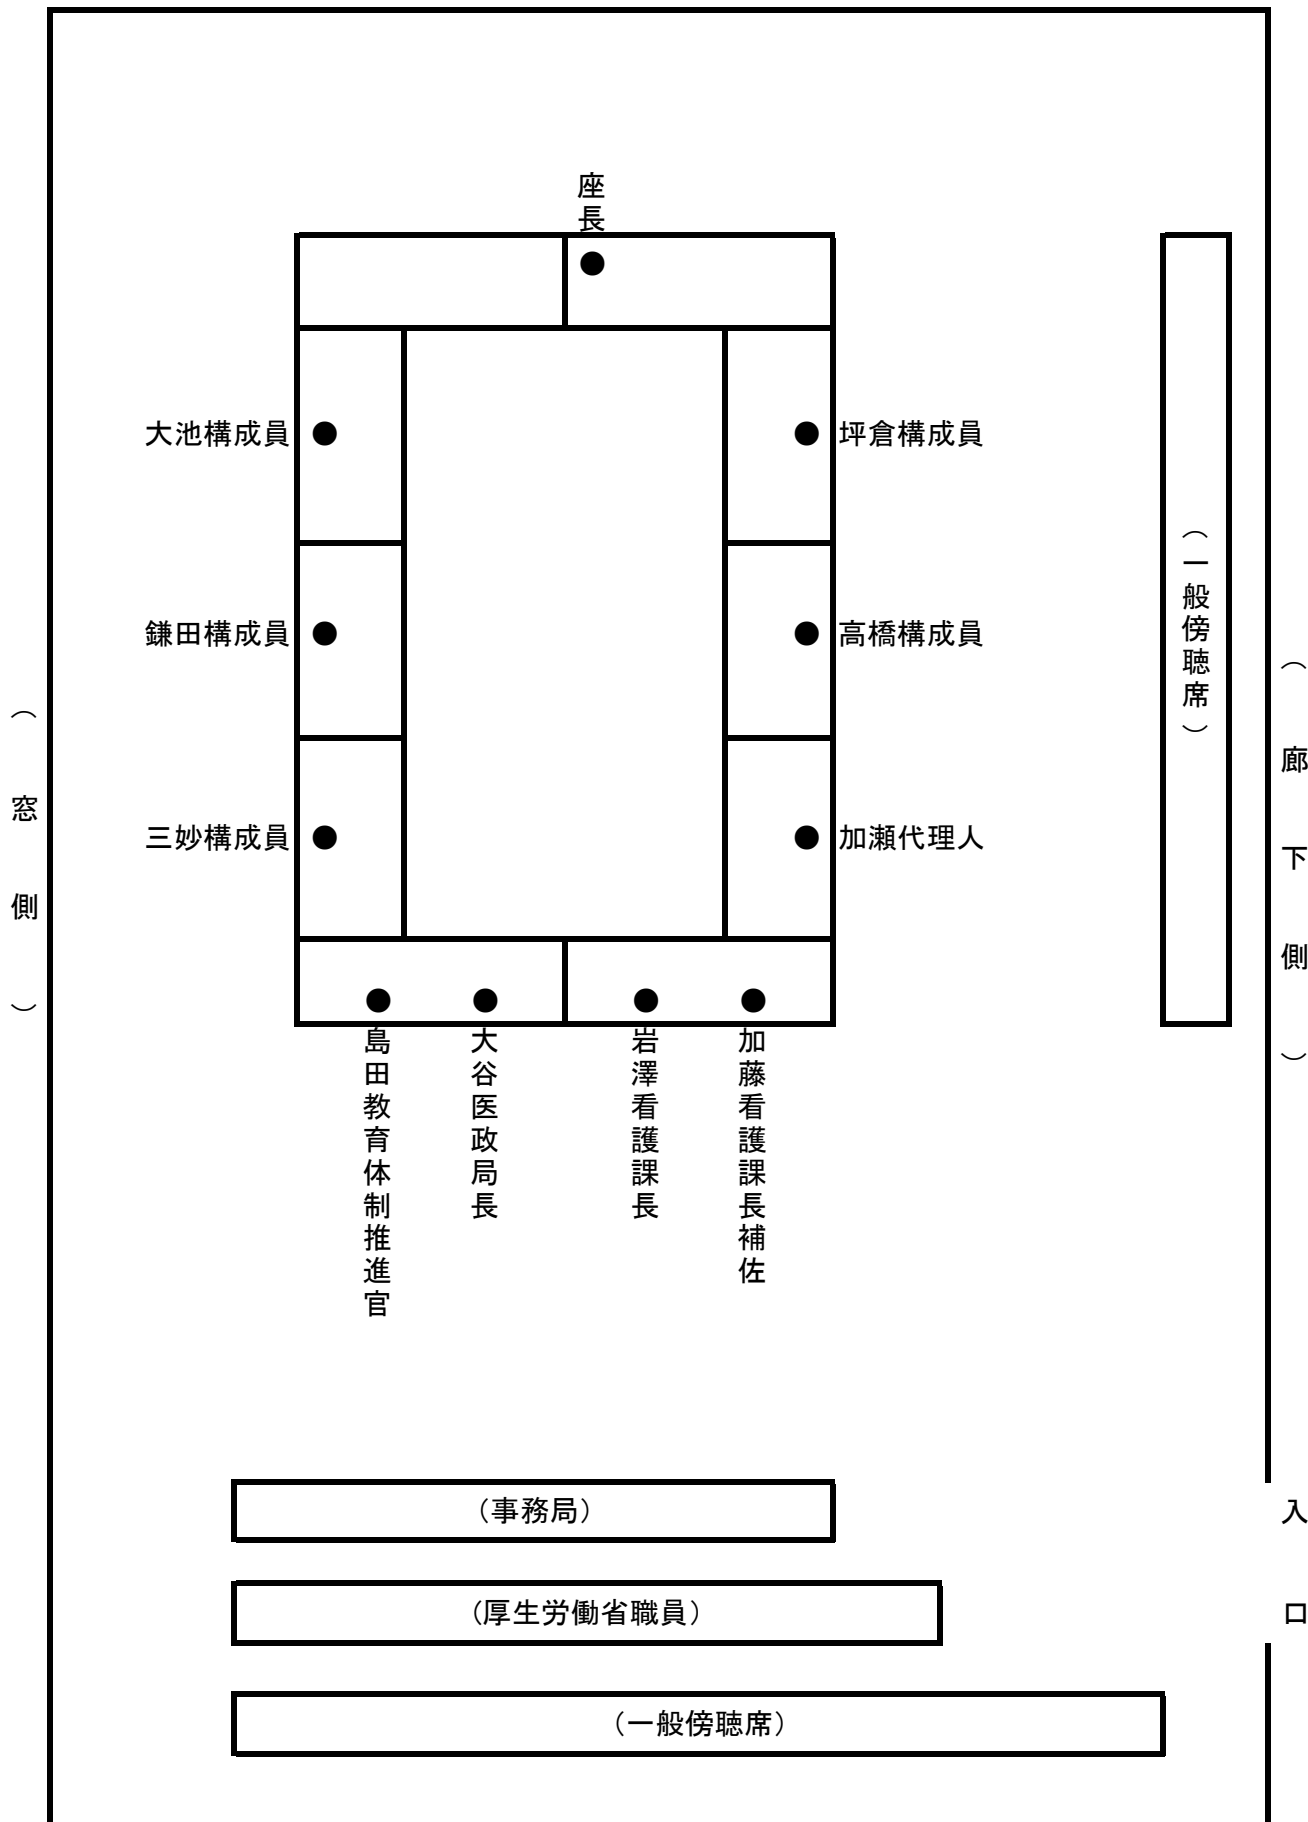 座長
大池構成員
坪倉構成員
鎌田構成員
高橋構成員
三妙構成員
加瀬代理人
(一般傍聴席)
(窓側)
(廊下側)
島田教育体制推進官
大谷医政局長
岩澤看護課長
加藤看護課長補佐
(事務局)
入口
(厚生労働省職員)
(一般傍聴席)